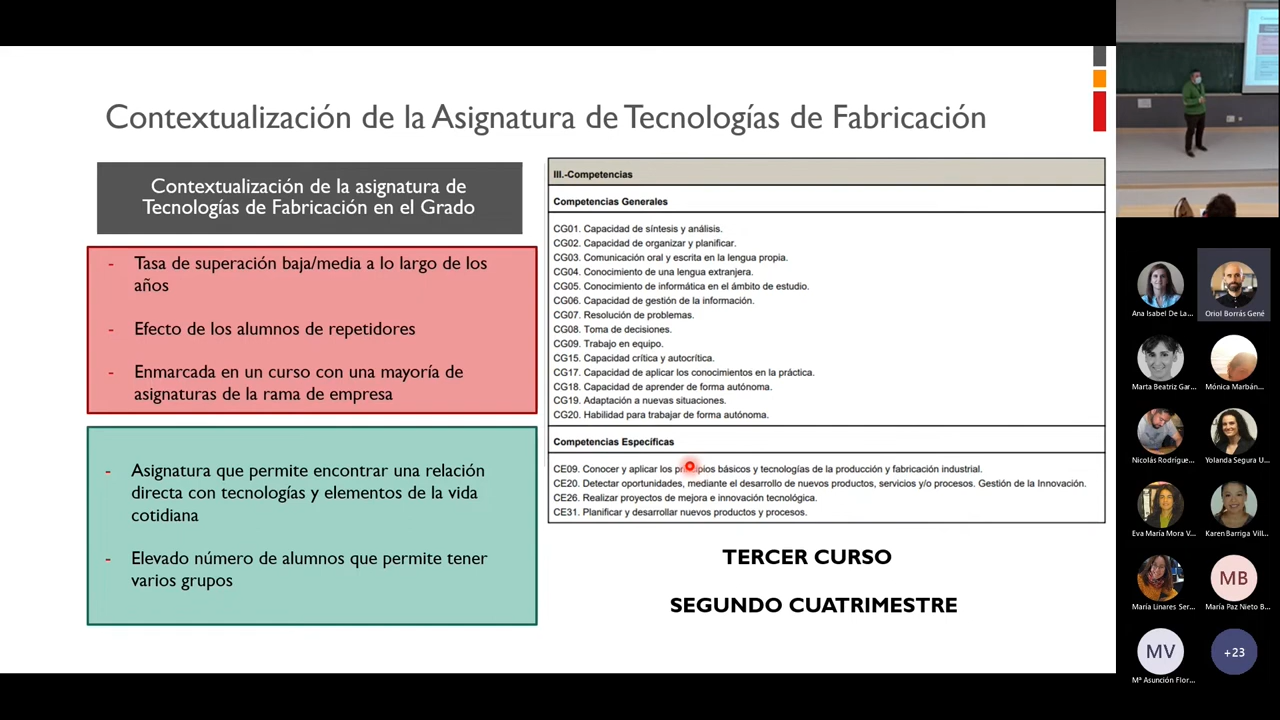 Contextualización de la Asignatura de Tecnologías de Fabricación
Contextualización de la asignatura de
Tecnologías de Fabricación en el Grado
- Tasa de superación baja/media a lo largo de los
años
- Efecto de los alumnos de repetidores
- Enmarcada en un curso con una mayoría de
asignaturas de la rama de empresa
- Asignatura que permite encontrar una relación
directa con tecnologías y elementos de la vida
cotidiana
- Elevado número de alumnos que permite tener
varios grupos
III.-Competencias
Competencias Generales
CG01. Capacidad de síntesis y análisis.
CG02. Capacidad de organizar y planificar.
CG03. Comunicación oral y escrita en la lengua propia.
CG04. Conocimiento de una lengua extranjera.
CG05. Conocimiento de informática en el ámbito de estudio.
CG06. Capacidad de gestión de la información.
CG07. Resolución de problemas.
CG08. Toma de decisiones.
CG09. Trabajo en equipo.
CG15. Capacidad crítica y autocrítica.
CG17. Capacidad de aplicar los conocimientos en la práctica.
CG18. Capacidad de aprender de forma autónoma.
CG19. Adaptación a nuevas situaciones.
CG20. Habilidad para trabajar de forma autónoma.
Competencias Específicas
CE09. Conocer y aplicar los principios básicos y tecnologías de la producción y fabricación industrial.
CE20. Detectar oportunidades, mediante el desarrollo de nuevos productos, servicios y/o procesos. Gestión de la Innovación.
CE26. Realizar proyectos de mejora e innovación tecnológica.
CE31. Planificar y desarrollar nuevos productos y procesos.
TERCER CURSO
SEGUNDO CUATRIMESTRE
Ana Isabel De La...
Oriol Borrás Gené
Marta Beatriz Gar...
Mónica Marbán...
Nicolás Rodrígue...
Yolanda Segura U...
Eva María Mora V...
Karen Barriga Vill...
María Linares Ser...
MB
María Paz Nieto B...
MV
Mª Asunción Flor...
+23